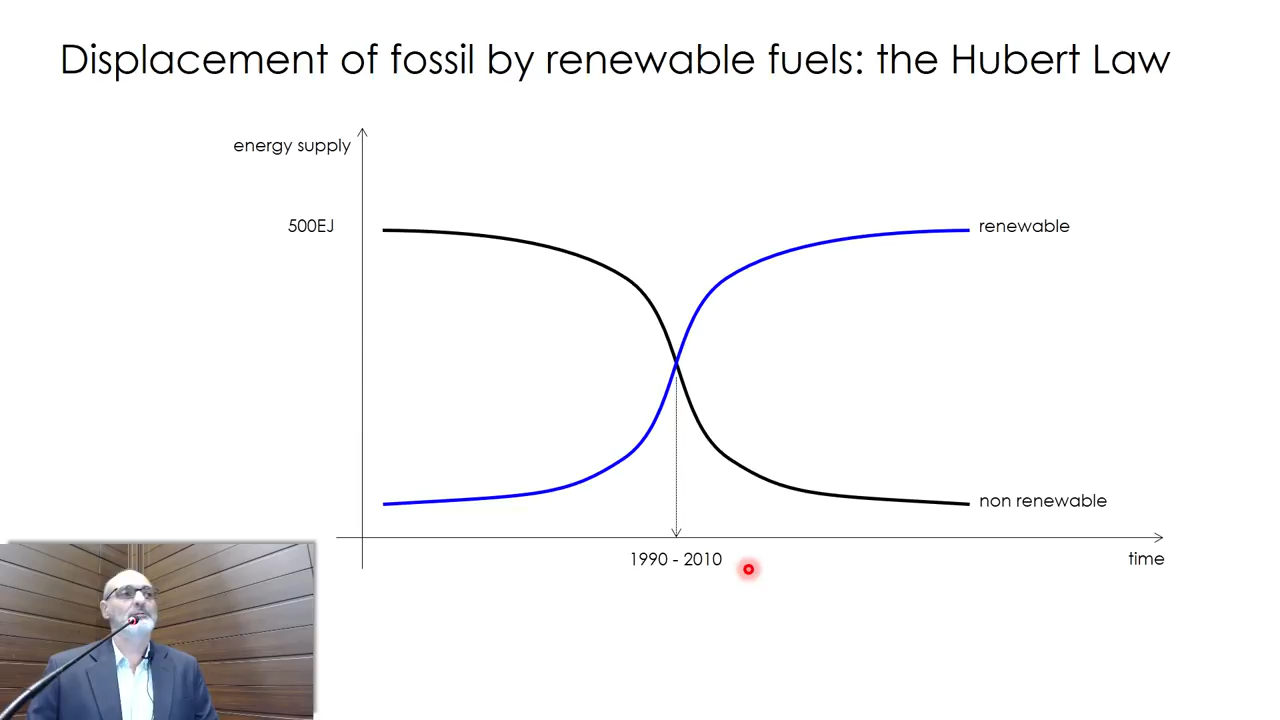 Displacement of fossil by renewable fuels: the Hubert Law
energy supply
500EJ
renewable
non renewable
1990 - 2010
time